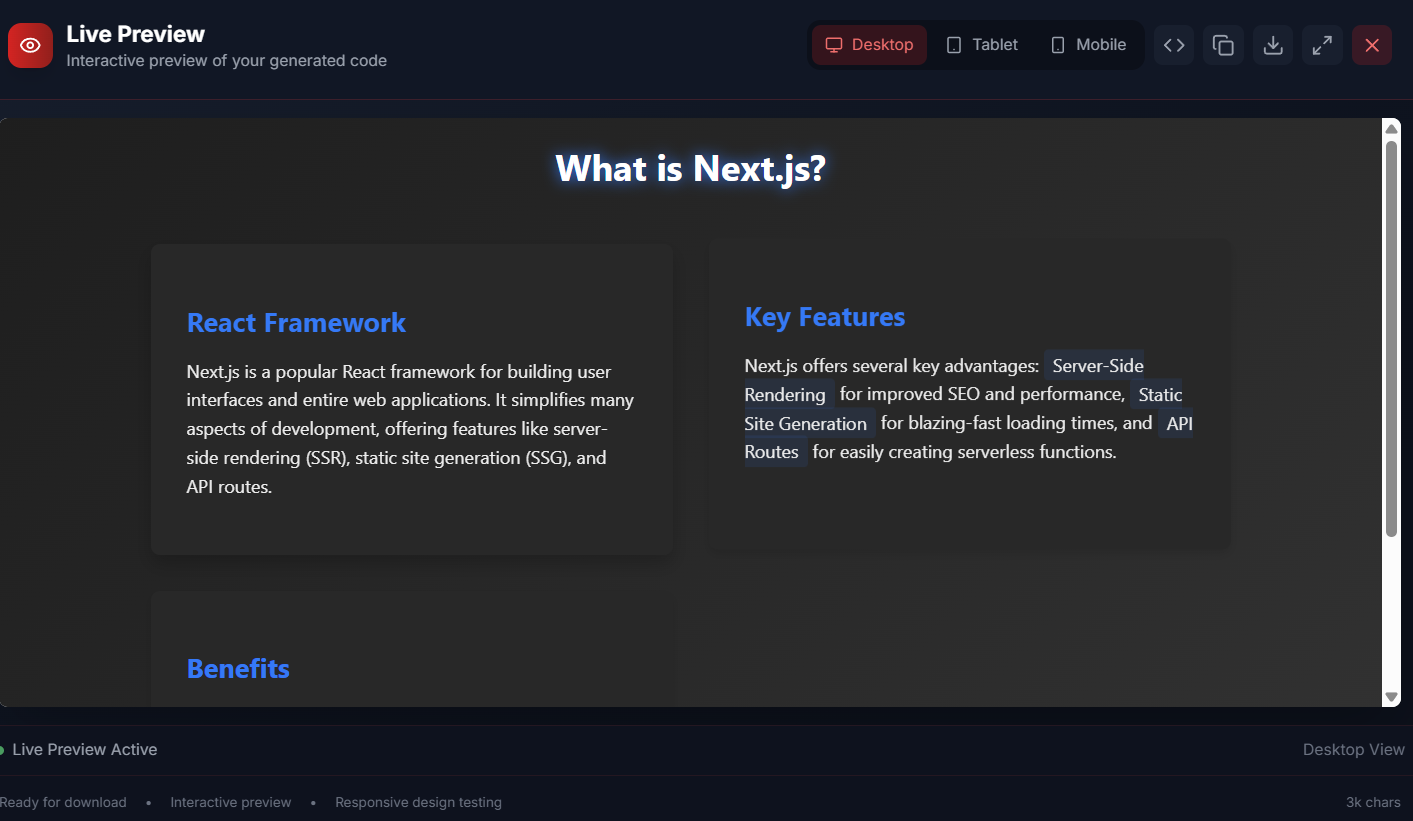 Live Preview
Interactive preview of your generated code
Desktop
Tablet
Mobile
What is Next.js?
React Framework
Next.js is a popular React framework for building user
interfaces and entire web applications. It simplifies many
aspects of development, offering features like server-
side rendering (SSR), static site generation (SSG), and
API routes.
Key Features
Next.js offers several key advantages: Server-Side
Rendering for improved SEO and performance, Static
Site Generation for blazing-fast loading times, and API
Routes for easily creating serverless functions.
Benefits
Live Preview Active
Desktop View
Ready for download • Interactive preview • Responsive design testing
3k chars